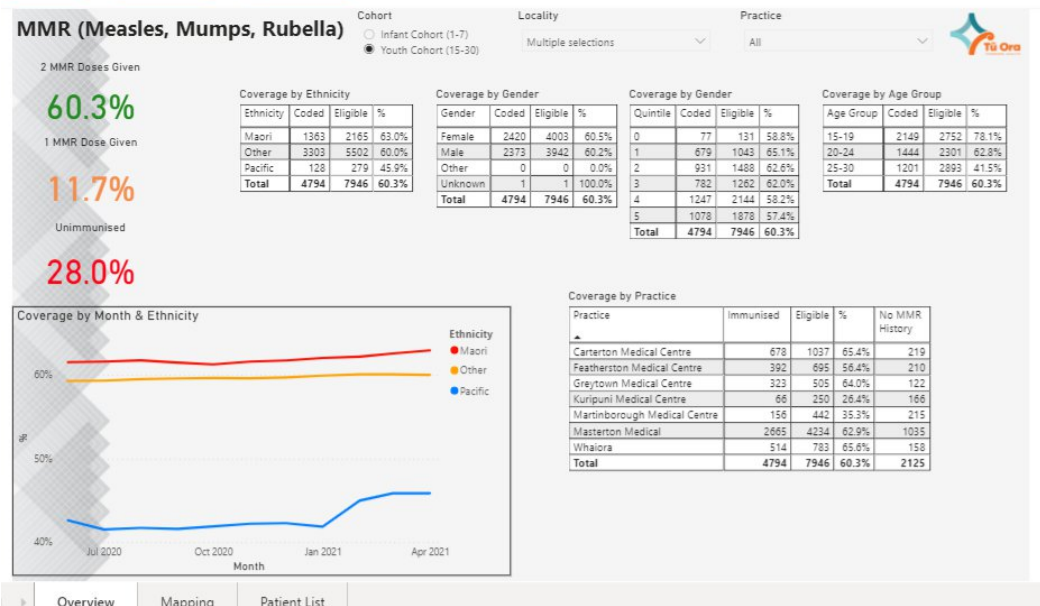 MMR (Measles, Mumps, Rubella)
Cohort
Infant Cohort (1-7)
Youth Cohort (15-30)
Locality
Multiple selections
Practice
All
Tū Ora
2 MMR Doses Given
60.3%
1 MMR Dose Given
11.7%
Unimmunised
28.0%
Coverage by Ethnicity
Ethnicity Coded Eligible %
Maori 1363 2165 63.0%
Other 3303 5502 60.0%
Pacific 128 279 45.9%
Total 4794 7946 60.3%
Coverage by Gender
Gender Coded Eligible %
Female 2420 4003 60.5%
Male 2373 3942 60.2%
Other 0 0 0.0%
Unknown 1 1 100.0%
Total 4794 7946 60.3%
Coverage by Gender
Quintile Coded Eligible %
0 77 131 58.8%
1 679 1043 65.1%
2 931 1488 62.6%
3 782 1262 62.0%
4 1247 2144 58.2%
5 1078 1878 57.4%
Total 4794 7946 60.3%
Coverage by Age Group
Age Group Coded Eligible %
15-19 2149 2752 78.1%
20-24 1444 2301 62.8%
25-30 1201 2893 41.5%
Total 4794 7946 60.3%
Coverage by Month & Ethnicity
Ethnicity
Maori
Other
Pacific
60%
50%
40%
%
Jul 2020 Oct 2020 Jan 2021 Apr 2021
Month
Coverage by Practice
Practice Immunised Eligible % No MMR History
Carterton Medical Centre 678 1037 65.4% 219
Featherston Medical Centre 392 695 56.4% 210
Greytown Medical Centre 323 505 64.0% 122
Kuripuni Medical Centre 66 250 26.4% 166
Martinborough Medical Centre 156 442 35.3% 215
Masterton Medical 2665 4234 62.9% 1035
Whaiora 514 783 65.6% 158
Total 4794 7946 60.3% 2125
Overview Mapping Patient List